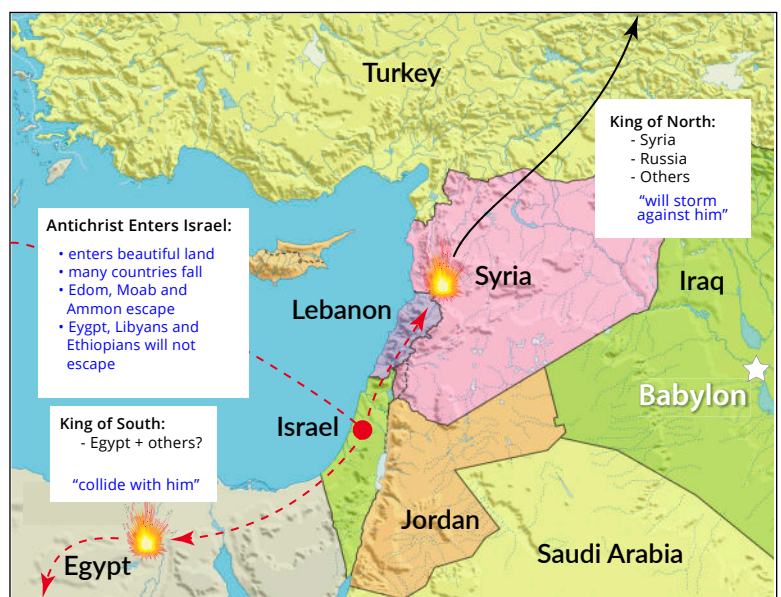 Turkey
King of North:
- Syria
- Russia
- Others
“will storm
against him”
Antichrist Enters Israel:
• enters beautiful land
• many countries fall
• Edom, Moab and
Ammon escape
• Eygpt, Libyans and
Ethiopians will not
escape
Syria
Iraq
Lebanon
Babylon
King of South:
- Egypt + others?
“collide with him”
Israel
Jordan
Egypt
Saudi Arabia